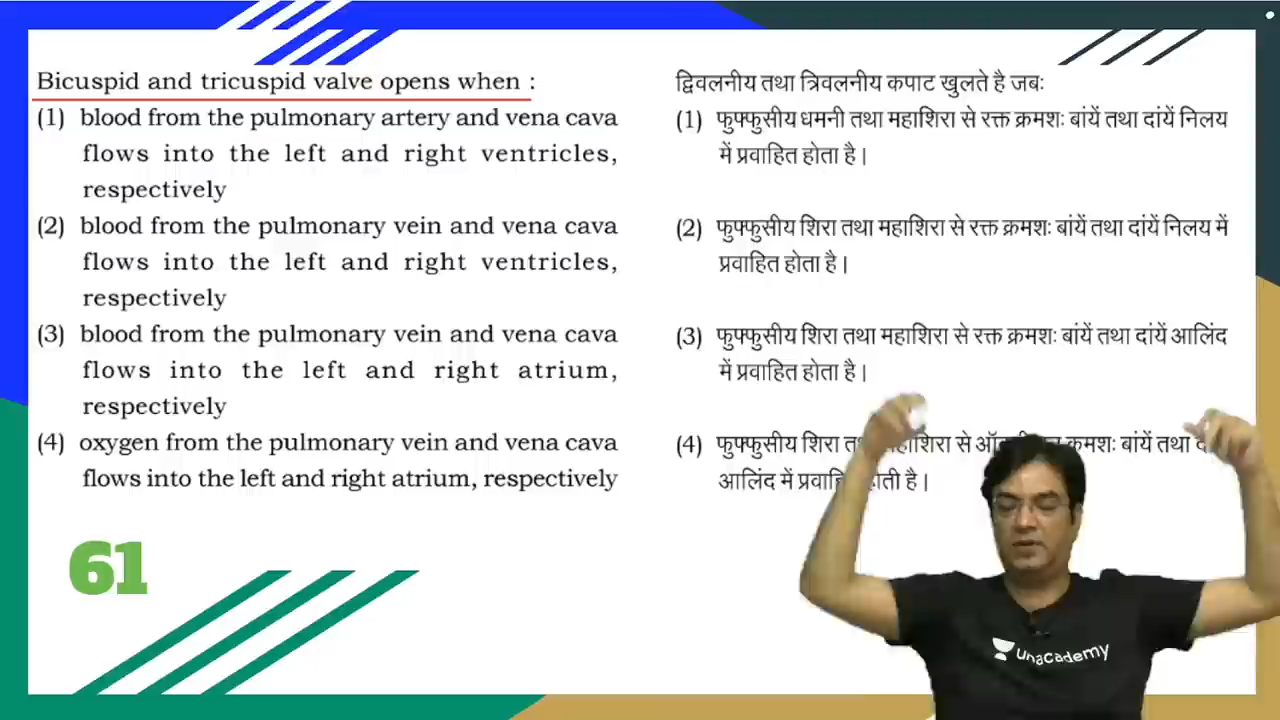 Bicuspid and tricuspid valve opens when :
(1) blood from the pulmonary artery and vena cava
flows into the left and right ventricles,
respectively
(2) blood from the pulmonary vein and vena cava
flows into the left and right ventricles,
respectively
(3) blood from the pulmonary vein and vena cava
flows into the left and right atrium,
respectively
(4) oxygen from the pulmonary vein and vena cava
flows into the left and right atrium, respectively
61
द्विवलनीय तथा त्रिवलनीय कपाट खुलते है जबः
(1) फुफ्फुसीय धमनी तथा महाशिरा से रक्त क्रमशः बांयें तथा दांयें निलय
में प्रवाहित होता है।
(2) फुफ्फुसीय शिरा तथा महाशिरा से रक्त क्रमशः बांयें तथा दांयें निलय में
प्रवाहित होता है।
(3) फुफ्फुसीय शिरा तथा महाशिरा से रक्त क्रमशः बांयें तथा दांयें आलिंद
में प्रवाहित होता है।
(4) फुफ्फुसीय शिरा से क्रमशः बांयें तथा
आलिंद में है।
unacademy